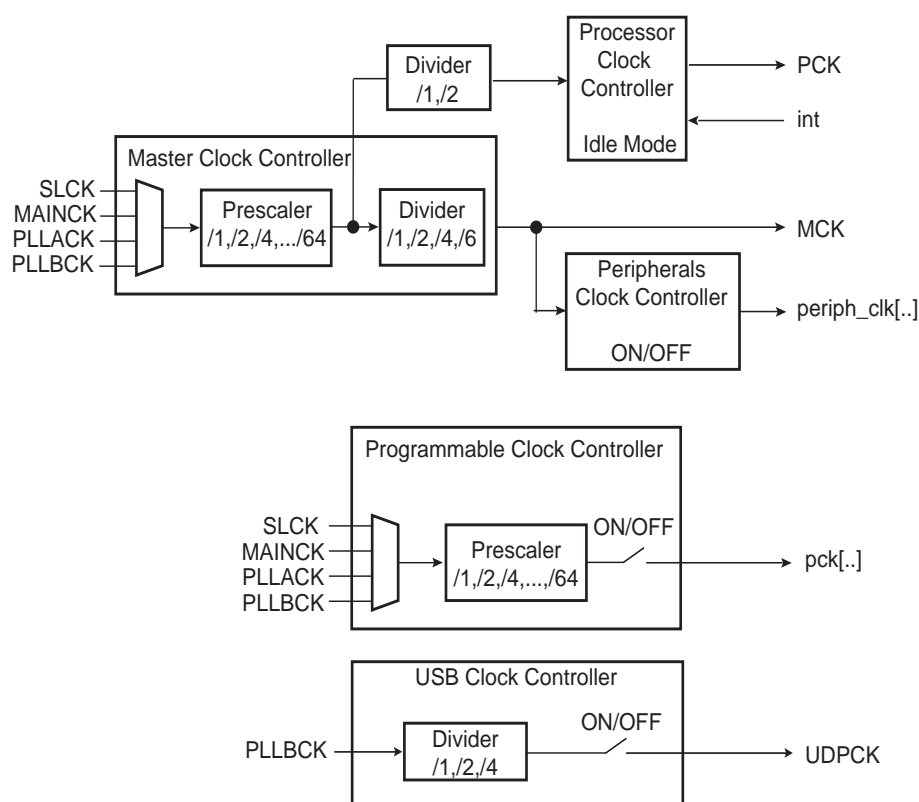 Processor
Clock
Controller
Idle Mode
PCK
int
Divider
/1,/2
Master Clock Controller
SLCK
MAINCK
PLLACK
PLLBCK
Prescaler
/1,/2,/4,.../64
Divider
/1,/2,/4,/6
MCK
Peripherals
Clock Controller
ON/OFF
periph_clk[..]
Programmable Clock Controller
SLCK
MAINCK
PLLACK
PLLBCK
Prescaler
/1,/2,/4,...,/64
ON/OFF
pck[..]
USB Clock Controller
PLLBCK
Divider
/1,/2,/4
ON/OFF
UDPCK